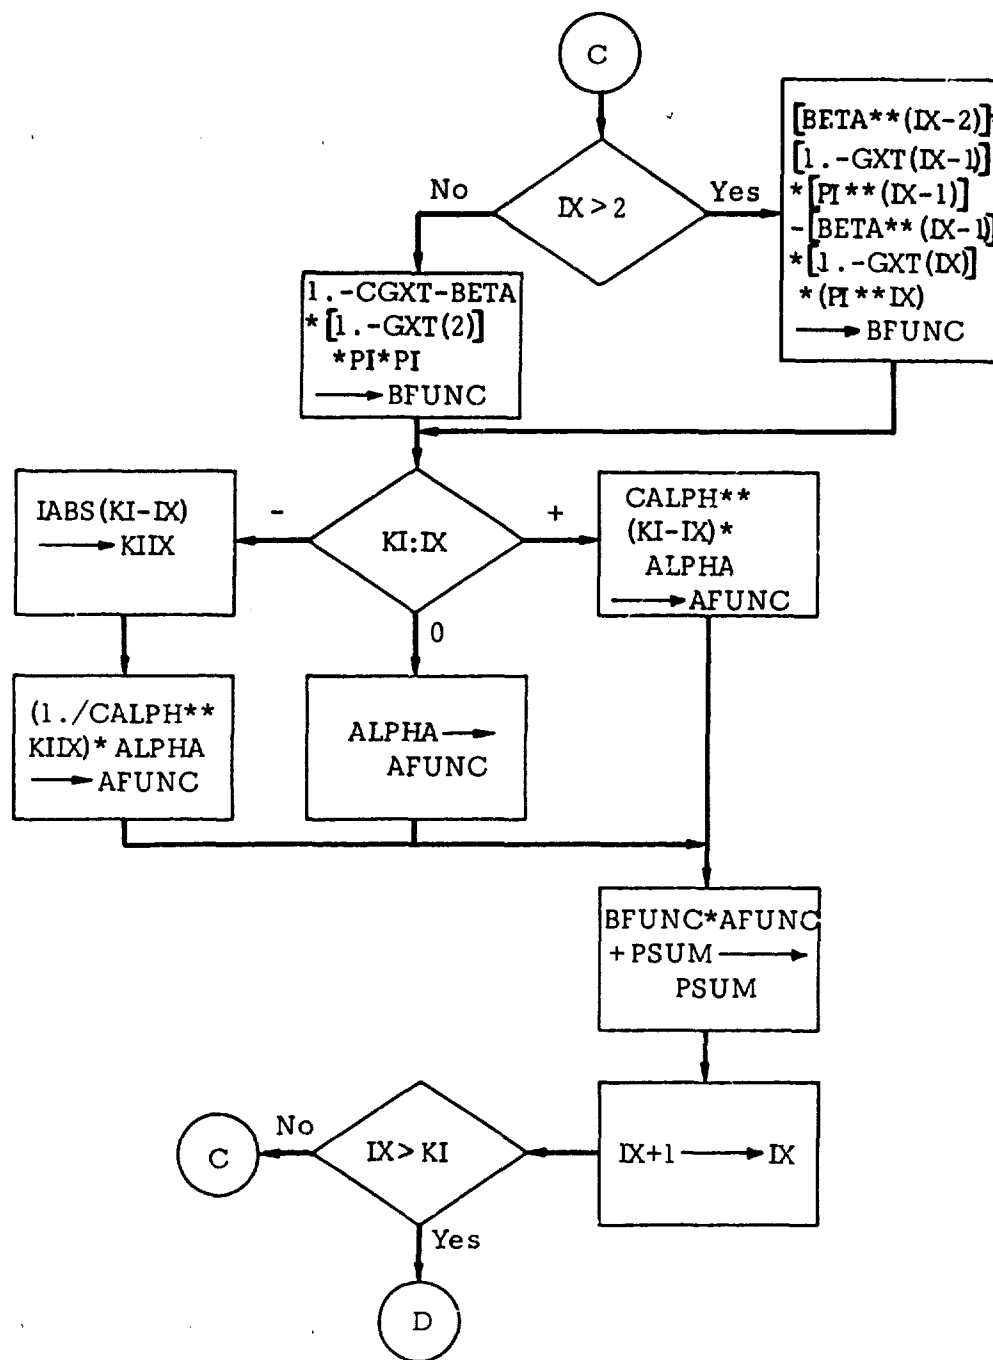 C
IX>2
No
Yes
[BETA**(IX-2)]*
[1.-GXT(IX-1)]
*[PI**(IX-1)]
-[BETA**(IX-1)]
*[1.-GXT(IX)]
*(PI**IX)
→ BFUNC
1.-CGXT-BETA
*[1.-GXT(2)]
*PI*PI
→ BFUNC
KI:IX
-
+
0
IABS(KI-IX)
→ KIIX
CALPH**
(KI-IX)*
ALPHA
→ AFUNC
(1./CALPH**
KIIX)*ALPHA
→ AFUNC
ALPHA →
AFUNC
BFUNC*AFUNC
+PSUM →
PSUM
IX+1 → IX
IX>KI
No
C
Yes
D